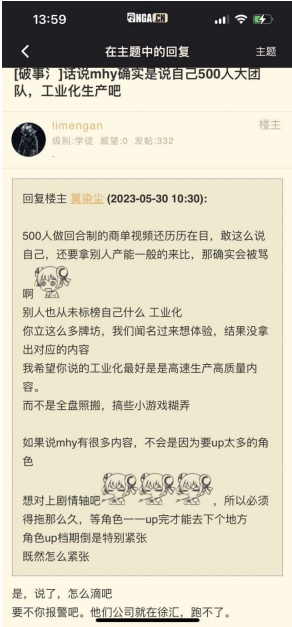 13:59
NGACN
在主题中的回复
主题
[破事氵]话说mhy确实是说自己500人大团
队，工业化生产吧
limengan
楼主
级别:学徒 威望:0 发帖:332
回复楼主 翼染尘 (2023-05-30 10:30):
500人做回合制的商单视频还历历在目，敢这么说
自己，还要拿别人产能一般的来比，那确实会被骂
啊
别人也从未标榜自己什么 工业化
你立这么多牌坊，我们闻名过来想体验，结果没拿
出对应的内容
我希望你说的工业化最好是是高速生产高质量内
容。
而不是全盘照搬，搞些小游戏糊弄
如果说mhy有很多内容，不会是因为要up太多的角
色
想对上剧情轴吧，所以必须
得拖那么久，等角色一一up完才能去下个地方
角色up档期倒是特别紧张
既然怎么紧张
是，说了，怎么滴吧
要不你报警吧。他们公司就在徐汇，跑不了。